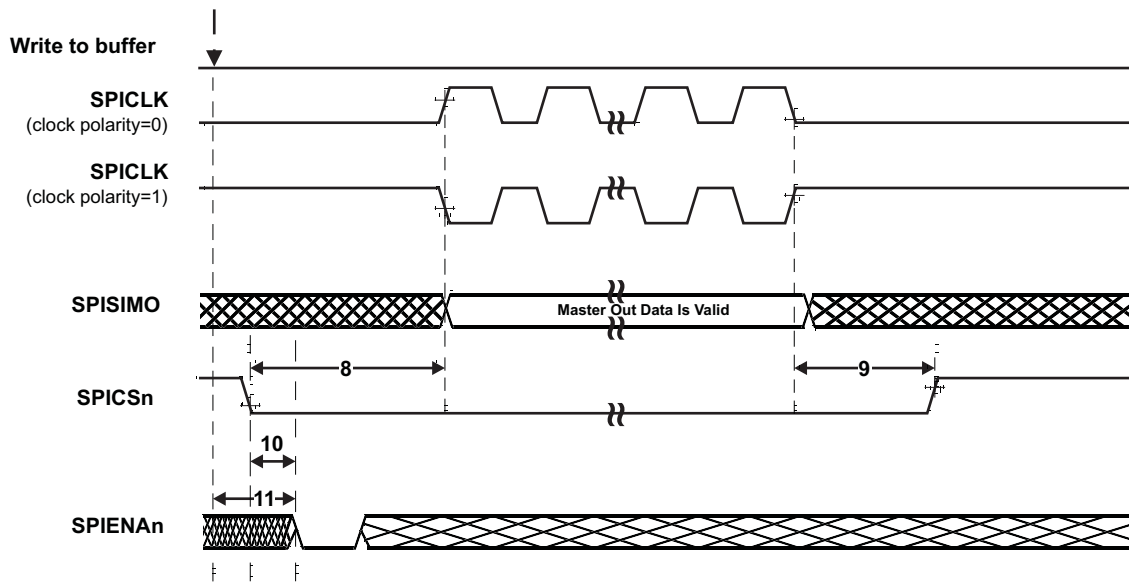 Write to buffer
SPICLK
(clock polarity=0)
SPICLK
(clock polarity=1)
SPISIMO
Master Out Data Is Valid
8
9
SPICSn
10
11
SPIENAn